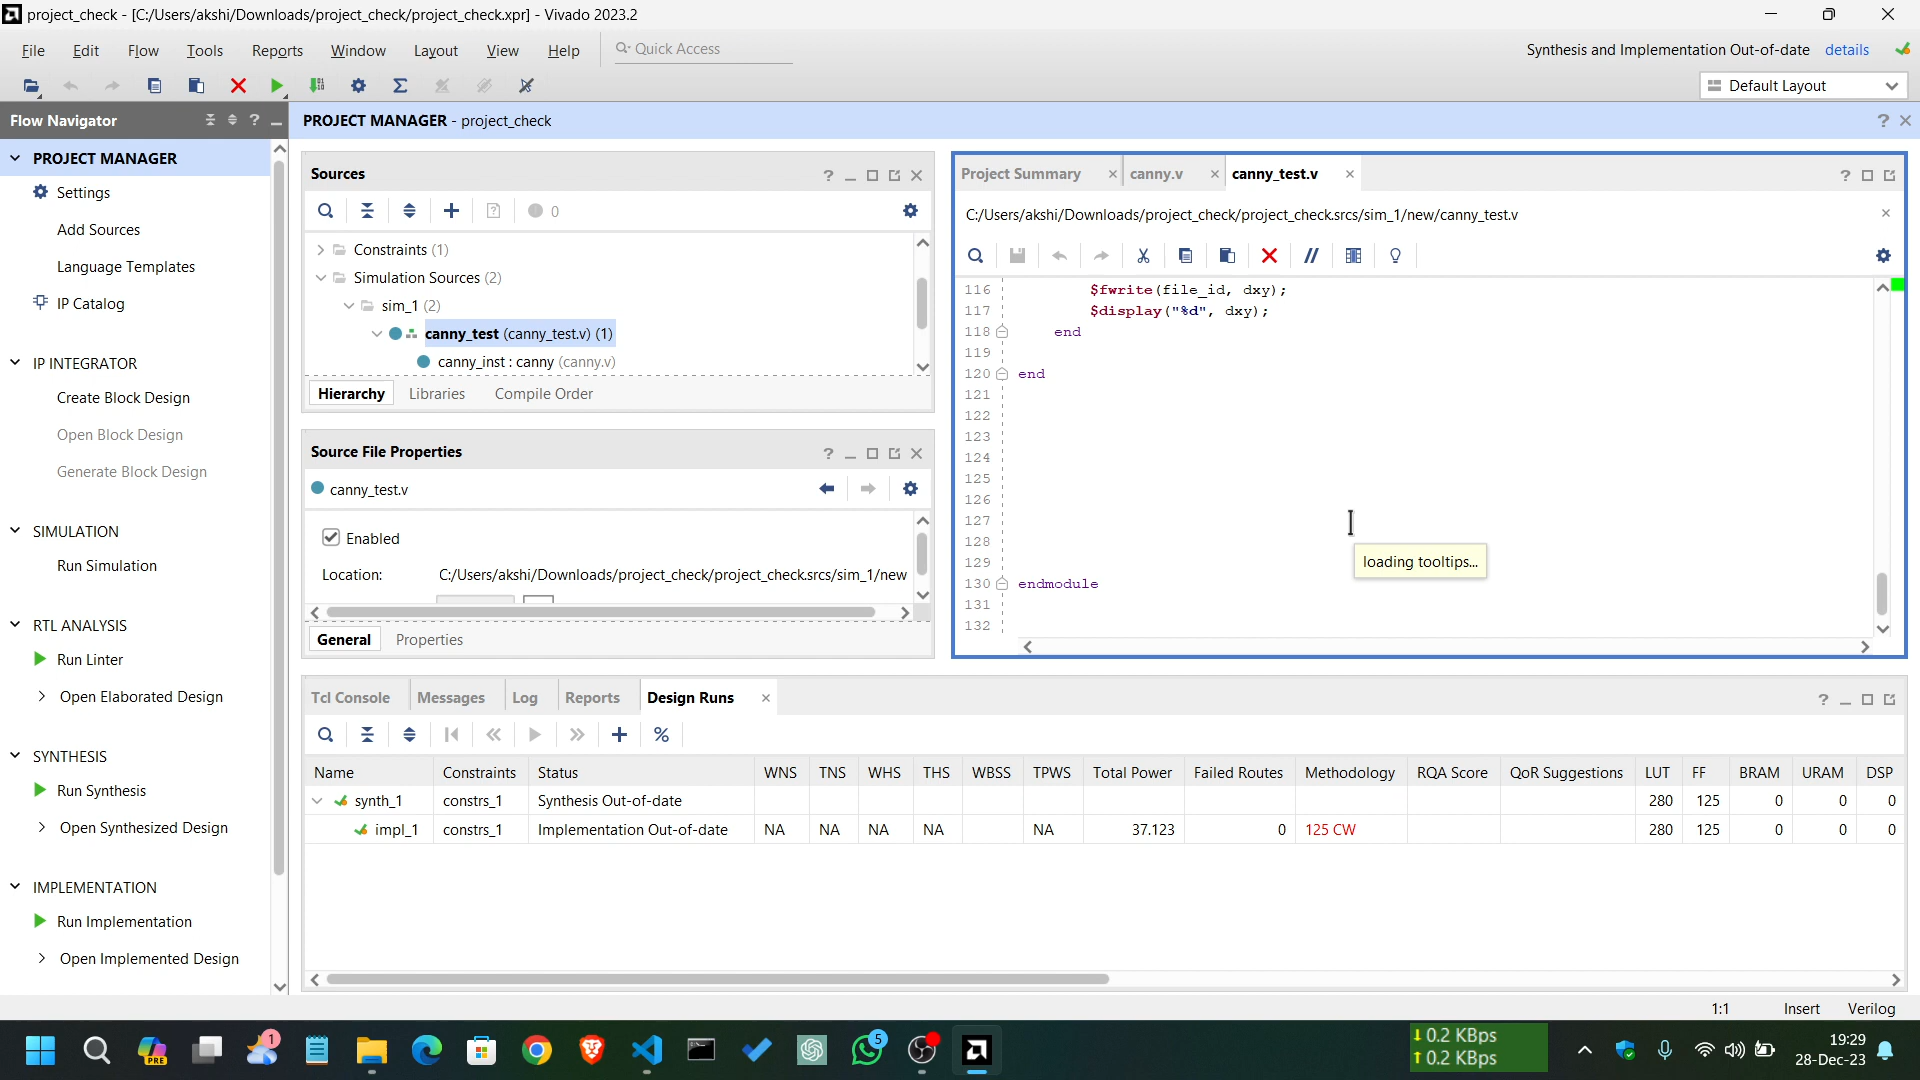 project_check - [C:/Users/akshi/Downloads/project_check/project_check.xpr] - Vivado 2023.2
File Edit Flow Tools Reports Window Layout View Help Quick Access
Synthesis and Implementation Out-of-date details
Default Layout
Flow Navigator
PROJECT MANAGER - project_check
PROJECT MANAGER
Settings
Add Sources
Language Templates
IP Catalog
IP INTEGRATOR
Create Block Design
Open Block Design
Generate Block Design
SIMULATION
Run Simulation
RTL ANALYSIS
Run Linter
Open Elaborated Design
SYNTHESIS
Run Synthesis
Open Synthesized Design
IMPLEMENTATION
Run Implementation
Open Implemented Design
Sources
0
Constraints (1)
Simulation Sources (2)
sim_1 (2)
canny_test (canny_test.v) (1)
canny_inst : canny (canny.v)
Hierarchy Libraries Compile Order
Source File Properties
canny_test.v
Enabled
Location: C:/Users/akshi/Downloads/project_check/project_check.srcs/sim_1/new
General Properties
Project Summary canny.v canny_test.v
C:/Users/akshi/Downloads/project_check/project_check.srcs/sim_1/new/canny_test.v
116 $fwrite(file_id, dxy);
117 $display("%d", dxy);
118 end
119
120 end
121
122
123
124
125
126
127
128
129
130 endmodule
131
132
loading tooltips...
Tcl Console Messages Log Reports Design Runs
Name Constraints Status WNS TNS WHS THS WBSS TPWS Total Power Failed Routes Methodology RQA Score QoR Suggestions LUT FF BRAM URAM DSP
synth_1 constrs_1 Synthesis Out-of-date 280 125 0 0 0
impl_1 constrs_1 Implementation Out-of-date NA NA NA NA NA 37.123 0 125 CW 280 125 0 0 0
1:1 Insert Verilog
PRE
1
5
0.2 KBps
0.2 KBps
19:29
28-Dec-23